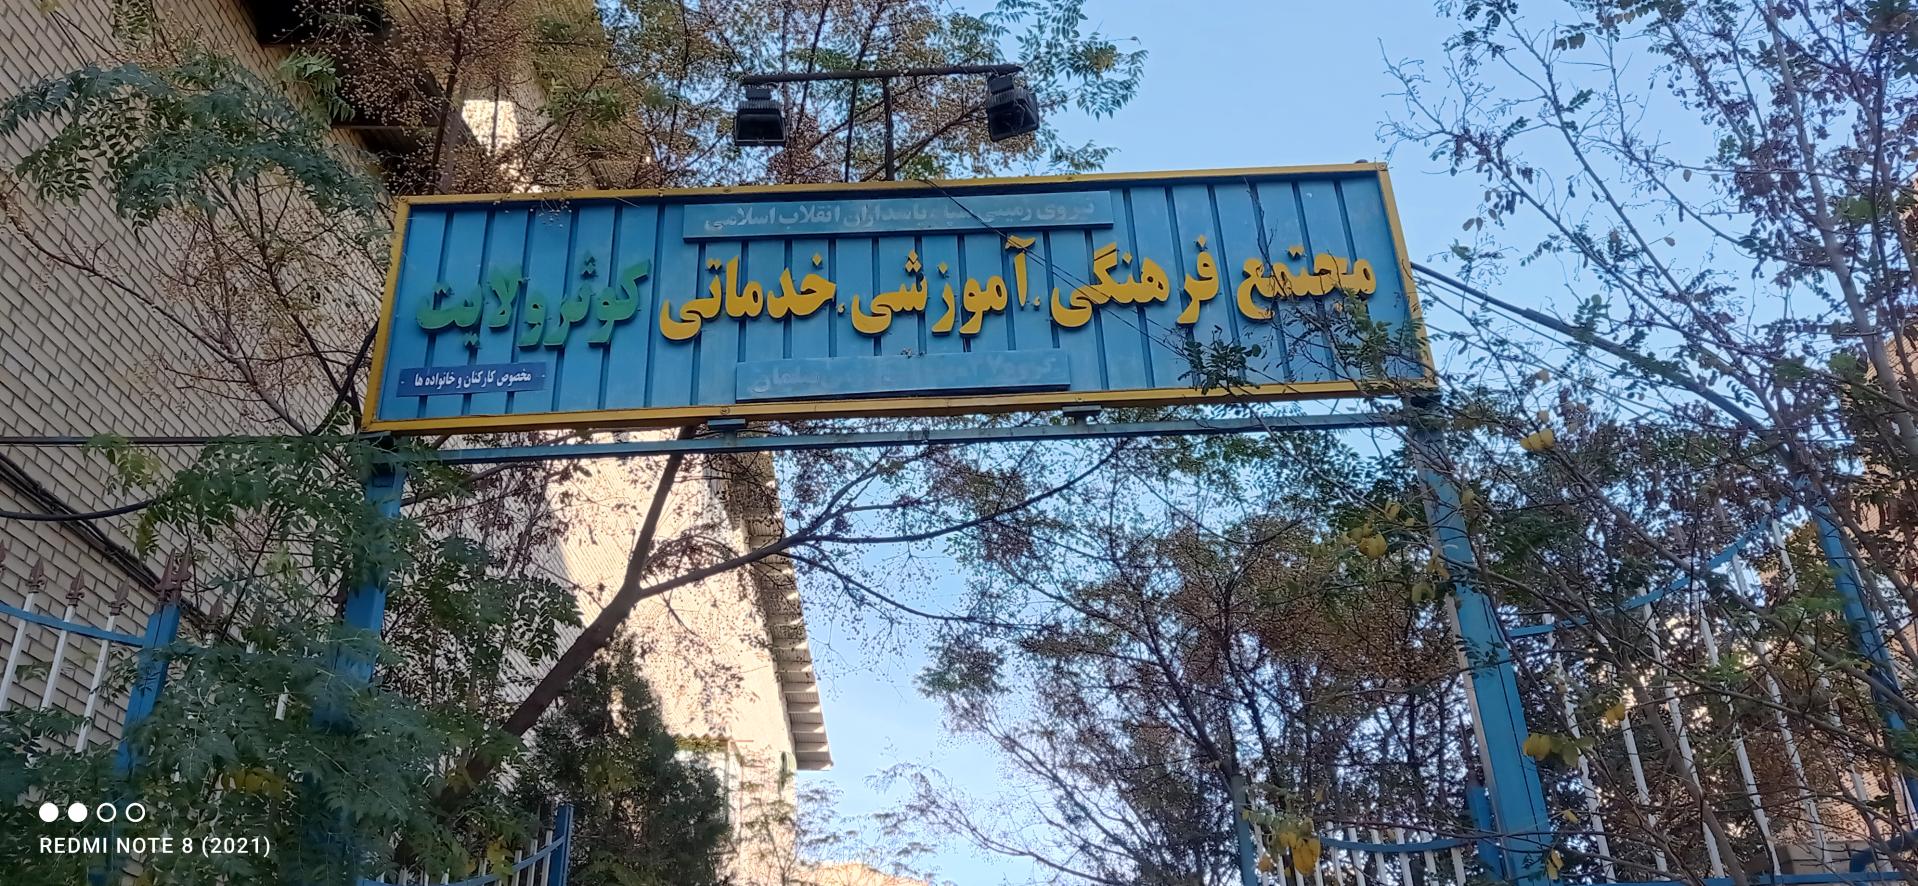 نیروی زمینی سپاه پاسداران انقلاب اسلامی
مجتمع فرهنگی، آموزشی، خدماتی کوثر ولایت
- مخصوص کارکنان و خانواده ها -
REDMI NOTE 8 (2021)